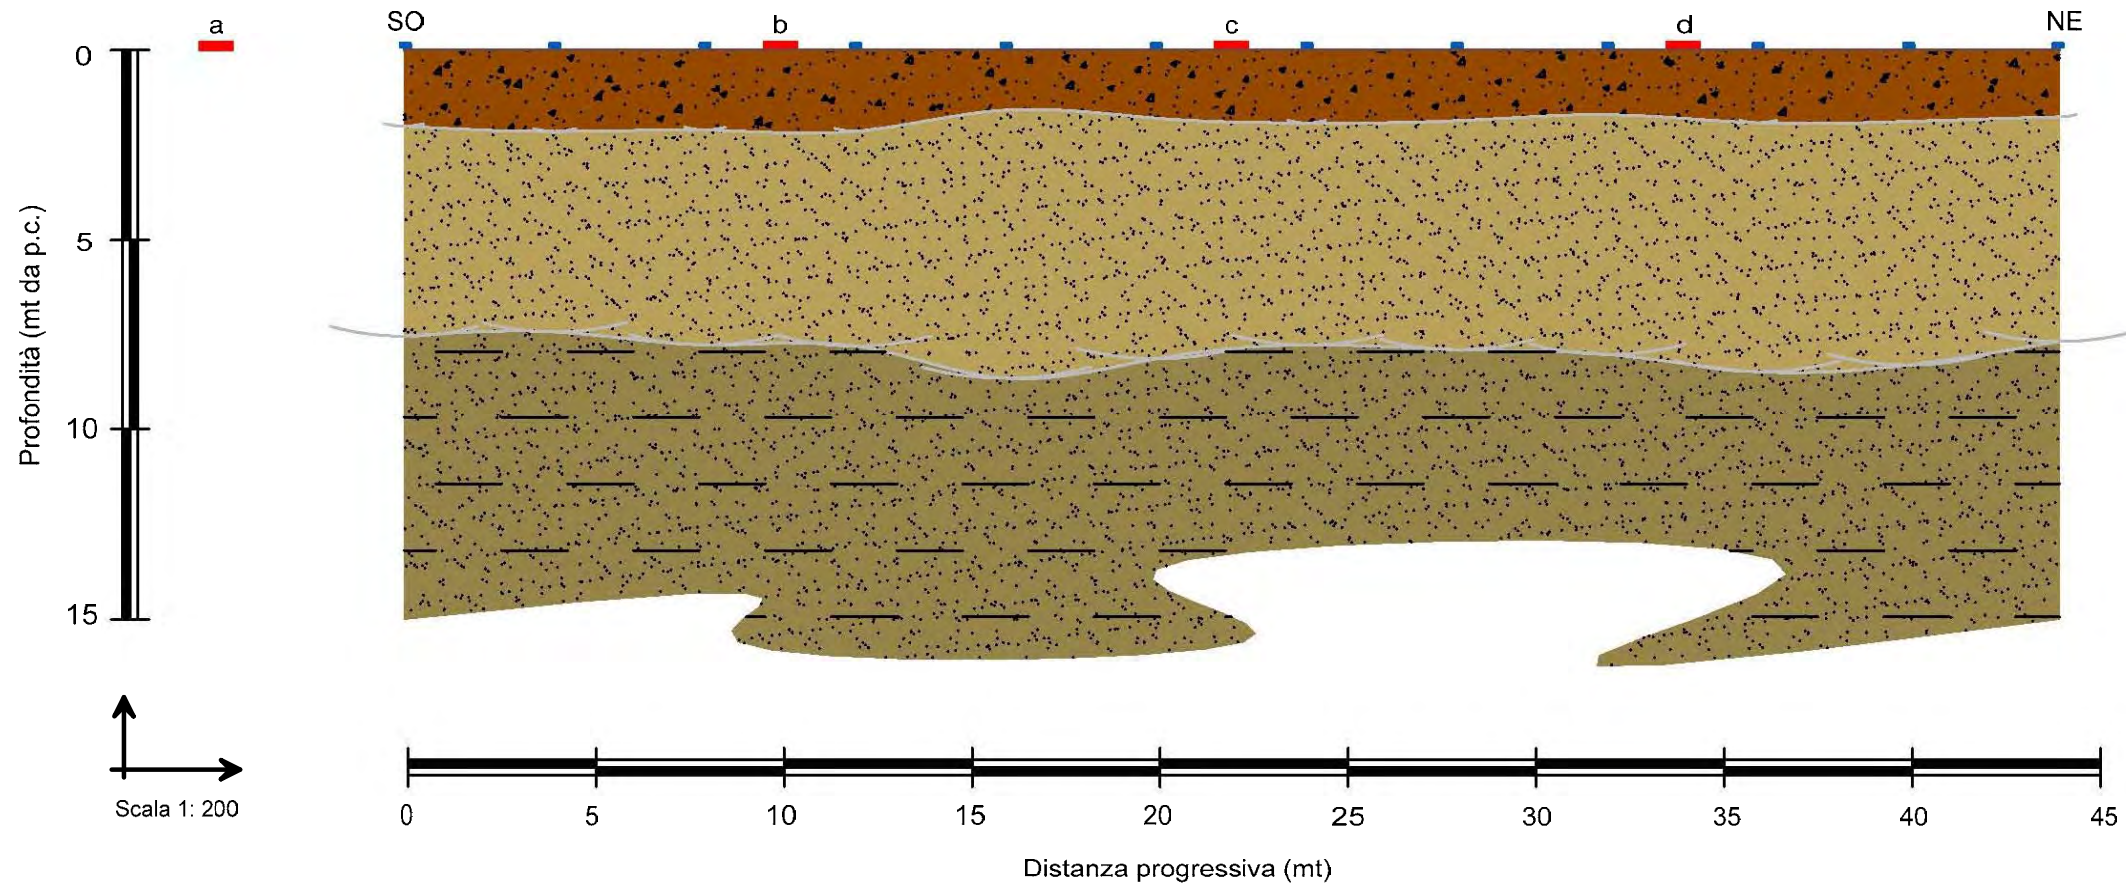 SO
NE
a
b
c
d
0
5
10
15
Profondità (mt da p.c.)
Scala 1: 200
0
5
10
15
20
25
30
35
40
45
Distanza progressiva (mt)